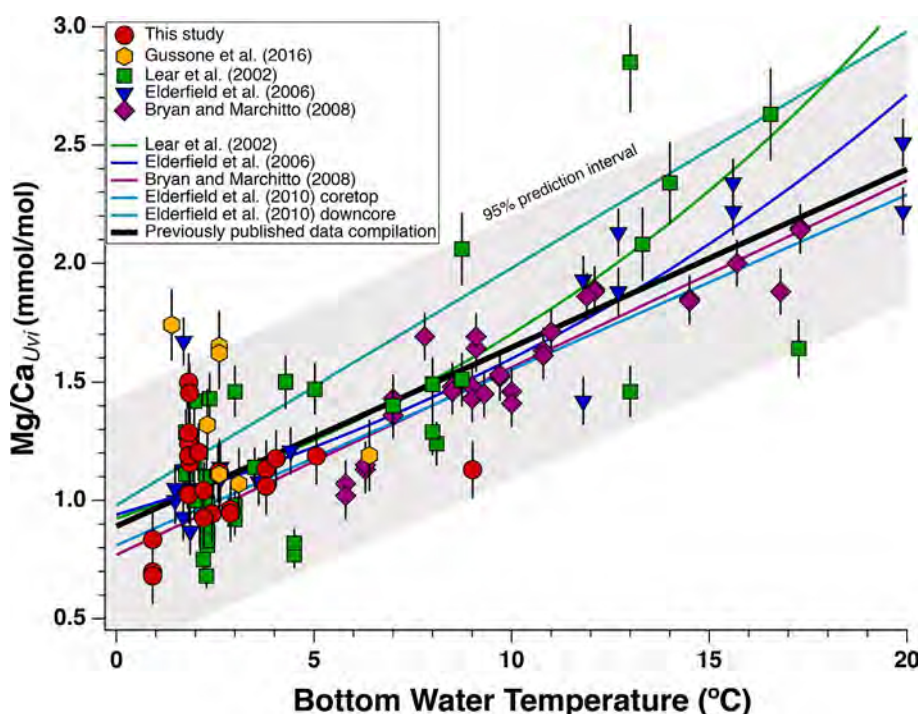 3.0
2.5
2.0
1.5
1.0
0.5
Mg/CaUvi (mmol/mol)
This study
Gussone et al. (2016)
Lear et al. (2002)
Elderfield et al. (2006)
Bryan and Marchitto (2008)
Lear et al. (2002)
Elderfield et al. (2006)
Bryan and Marchitto (2008)
Elderfield et al. (2010) coretop
Elderfield et al. (2010) downcore
Previously published data compilation
95% prediction interval
0 5 10 15 20
Bottom Water Temperature (ºC)